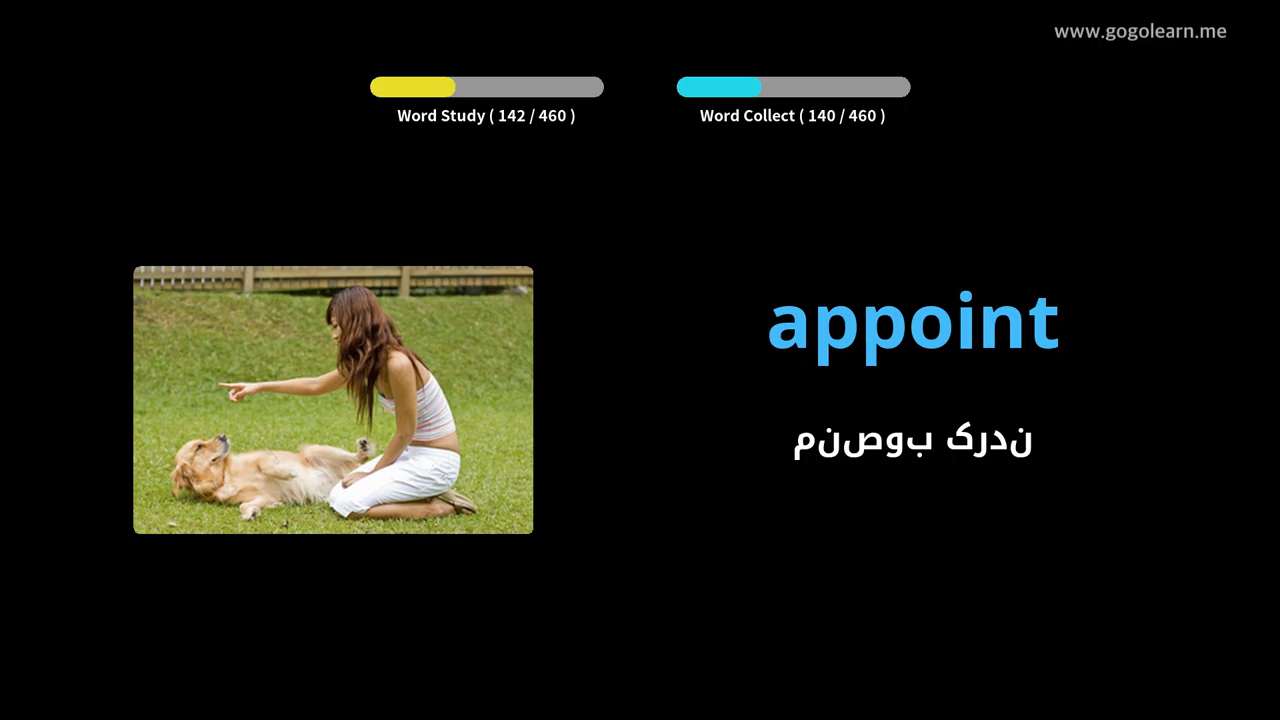 www.gogolearn.me
Word Study ( 142 / 460 )
Word Collect ( 140 / 460 )
appoint
منصوب کردن